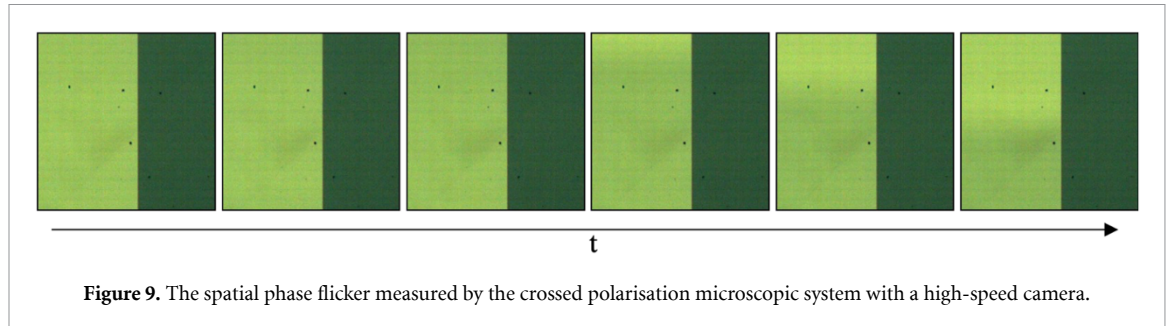 t
Figure 9. The spatial phase flicker measured by the crossed polarisation microscopic system with a high-speed camera.